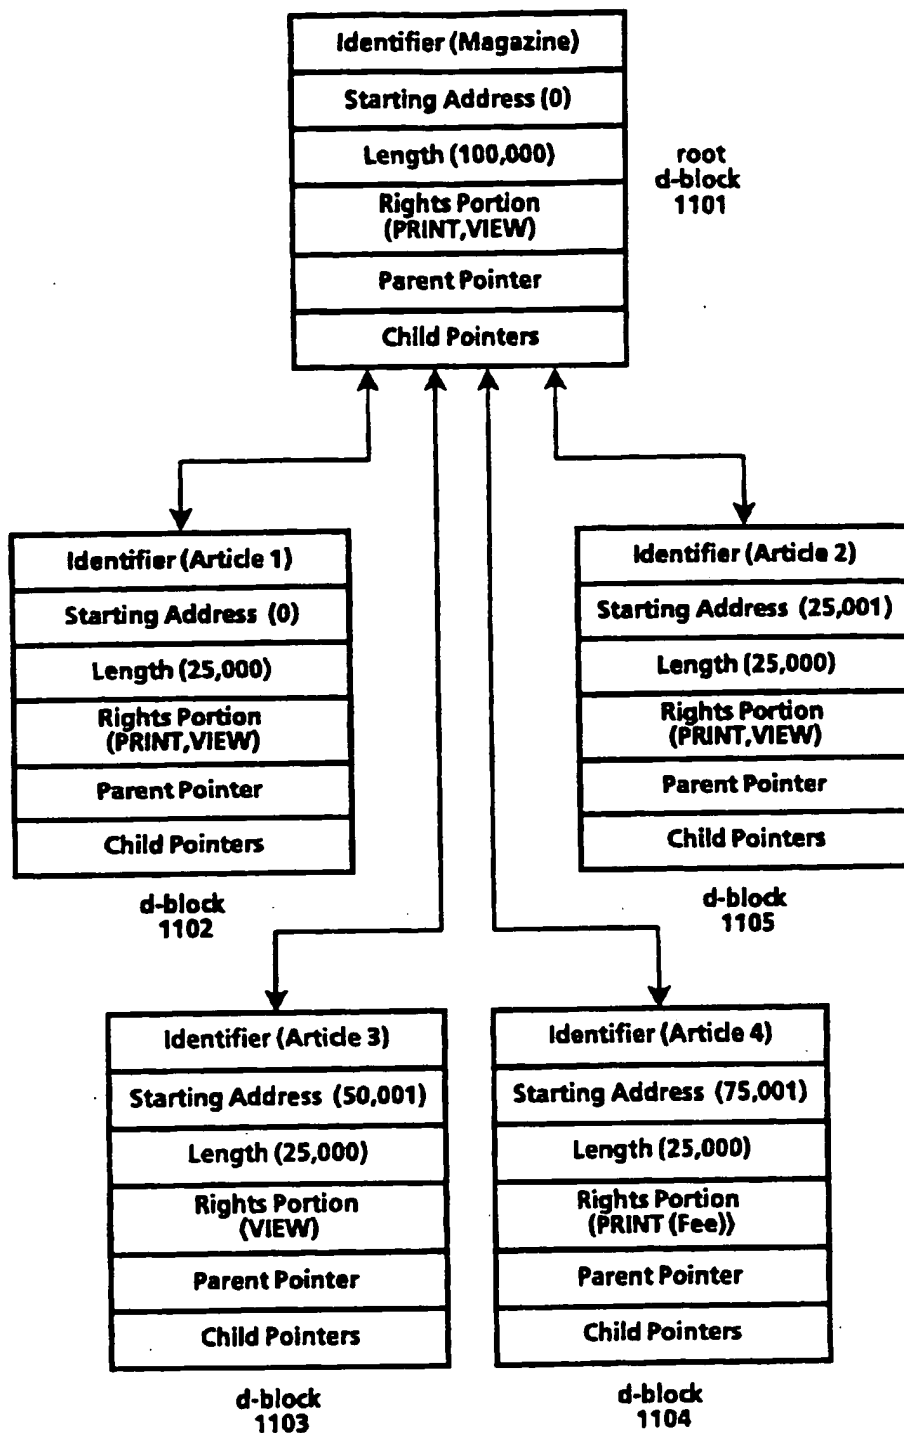 Identifier (Magazine)
Starting Address (0)
Length (100,000)
Rights Portion
(PRINT,VIEW)
Parent Pointer
Child Pointers
root
d-block
1101
Identifier (Article 1)
Starting Address (0)
Length (25,000)
Rights Portion
(PRINT,VIEW)
Parent Pointer
Child Pointers
d-block
1102
Identifier (Article 2)
Starting Address (25,001)
Length (25,000)
Rights Portion
(PRINT,VIEW)
Parent Pointer
Child Pointers
d-block
1105
Identifier (Article 3)
Starting Address (50,001)
Length (25,000)
Rights Portion
(VIEW)
Parent Pointer
Child Pointers
d-block
1103
Identifier (Article 4)
Starting Address (75,001)
Length (25,000)
Rights Portion
(PRINT (Fee))
Parent Pointer
Child Pointers
d-block
1104